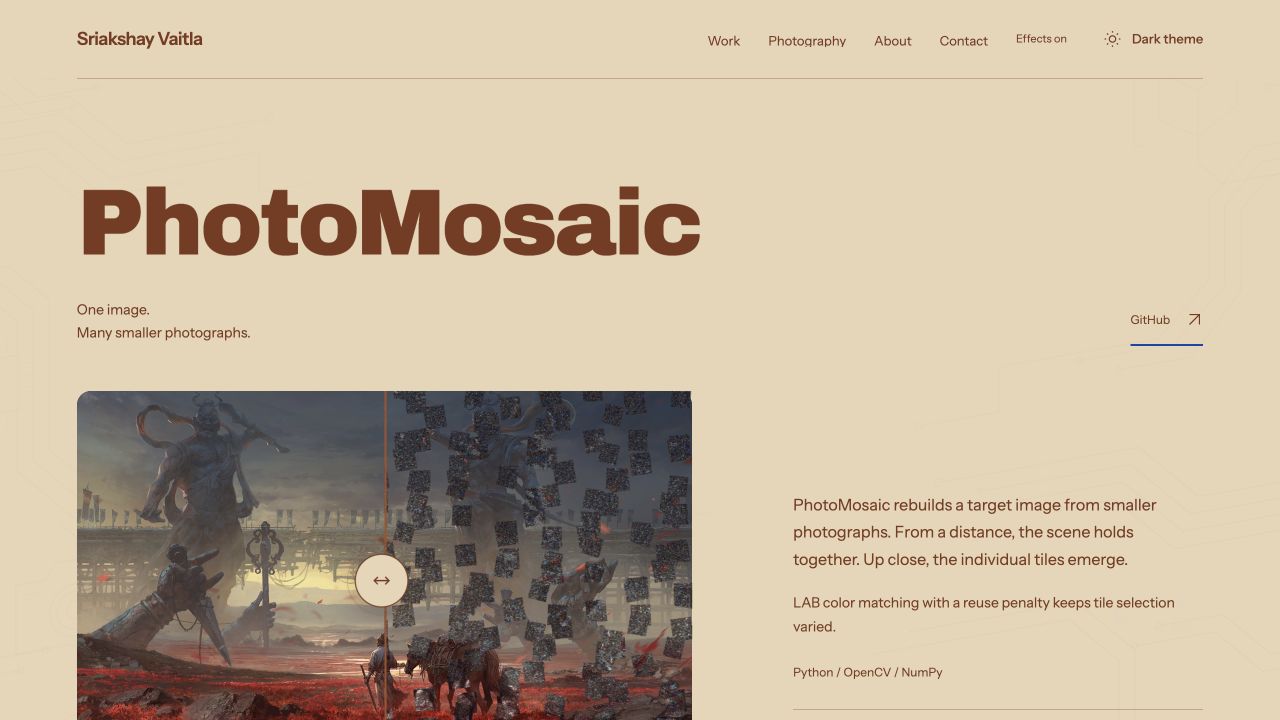 Sriakshay Vaitla
Work
Photography
About
Contact
Effects on
Dark theme
PhotoMosaic
One image.
Many smaller photographs.
GitHub
PhotoMosaic rebuilds a target image from smaller
photographs. From a distance, the scene holds
together. Up close, the individual tiles emerge.
LAB color matching with a reuse penalty keeps tile selection
varied.
Python / OpenCV / NumPy